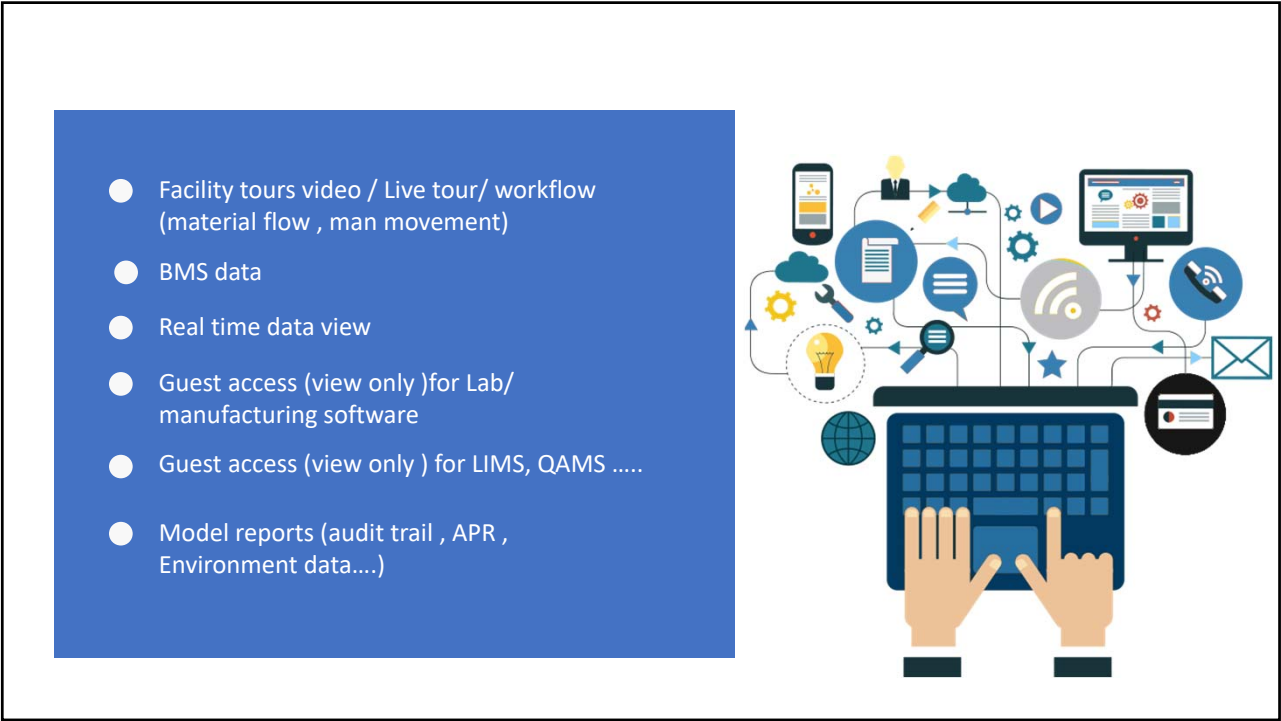 Facility tours video / Live tour/ workflow
(material flow , man movement)
BMS data
Real time data view
Guest access (view only )for Lab/
manufacturing software
Guest access (view only ) for LIMS, QAMS …..
Model reports (audit trail , APR ,
Environment data….)